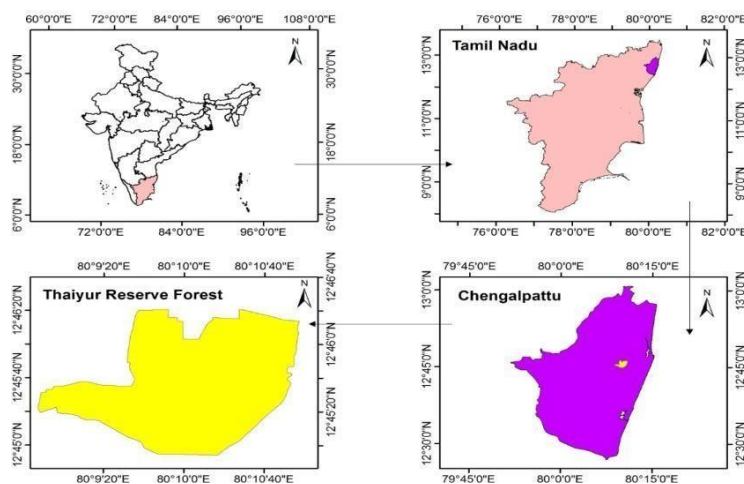 60°0'0"E 72°0'0"E 84°0'0"E 96°0'0"E 108°0'0"E
N
30°0'0"N 30°0'0"N
18°0'0"N 18°0'0"N
6°0'0"N 6°0'0"N
72°0'0"E 84°0'0"E 96°0'0"E
76°0'0"E 78°0'0"E 80°0'0"E 82°0'0"E
Tamil Nadu
N
13°0'0"N 13°0'0"N
11°0'0"N 11°0'0"N
9°0'0"N 9°0'0"N
76°0'0"E 78°0'0"E 80°0'0"E 82°0'0"E
80°9'20"E 80°10'0"E 80°10'40"E
Thaiyur Reserve Forest
N
12°46'40"N
12°46'20"N
12°46'0"N
12°45'40"N
12°45'20"N
12°45'0"N
80°9'20"E 80°10'0"E 80°10'40"E
79°45'0"E 80°0'0"E 80°15'0"E
Chengalpattu
N
13°0'0"N 13°0'0"N
12°45'0"N 12°45'0"N
12°30'0"N 12°30'0"N
79°45'0"E 80°0'0"E 80°15'0"E